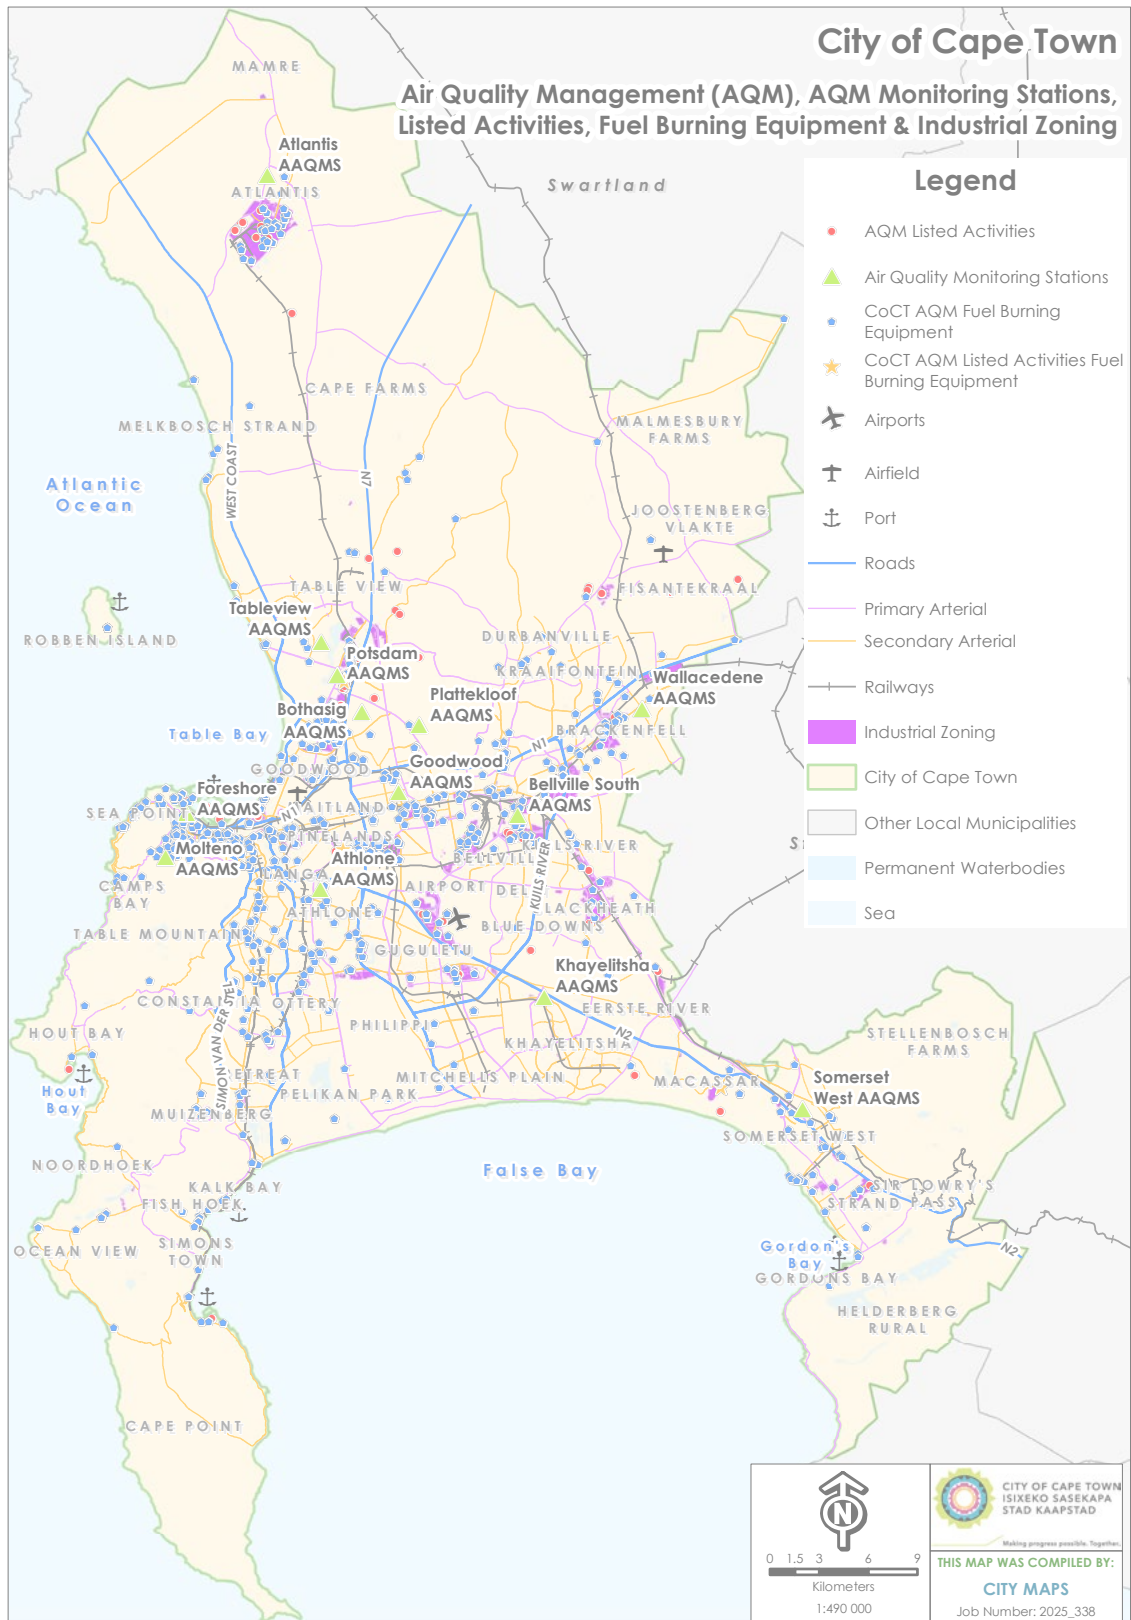 City of Cape Town
Air Quality Management (AQM), AQM Monitoring Stations,
Listed Activities, Fuel Burning Equipment & Industrial Zoning
Legend
AQM Listed Activities
Air Quality Monitoring Stations
CoCT AQM Fuel Burning
Equipment
CoCT AQM Listed Activities Fuel
Burning Equipment
Airports
Airfield
Port
Roads
Primary Arterial
Secondary Arterial
Railways
Industrial Zoning
City of Cape Town
Other Local Municipalities
Permanent Waterbodies
Sea
MAMRE
Atlantis
AAQMS
ATLANTIS
Swartland
CAPE FARMS
MELKBOSCH STRAND
MALMESBURY
FARMS
WEST COAST
N7
Atlantic
Ocean
JOOSTENBERG
VLAKTE
TABLE VIEW
FISANTEKRAAL
Tableview
AAQMS
ROBBEN ISLAND
DURBANVILLE
Potsdam
AAQMS
KRAAIFONTEIN
Wallacedene
AAQMS
Plattekloof
AAQMS
Bothasig
AAQMS
Table Bay
BRACKENFELL
N1
GOODWOOD
Goodwood
AAQMS
Foreshore
AAQMS
Bellville South
AAQMS
SEA POINT
N1
MAITLAND
PINELANDS
Molteno
AAQMS
KUILS RIVER
Athlone
AAQMS
BELLVILLE
LANGA
CAMPS
BAY
AIRPORT
DELFT
KUILS RIVER
BLACKHEATH
ATHLONE
BLUE DOWNS
TABLE MOUNTAIN
GUGULETU
Khayelitsha
AAQMS
CONSTANTIA
OTTERY
EERSTE RIVER
PHILIPPI
N2
HOUT BAY
SIMON VAN DER STEL
KHAYELITSHA
STELLENBOSCH
FARMS
RETREAT
MITCHELLS PLAIN
MACASSAR
Somerset
West AAQMS
Hout
Bay
PELIKAN PARK
MUIZENBERG
SOMERSET WEST
NOORDHOEK
False Bay
KALK BAY
FISH HOEK
SIR LOWRY'S
PASS
STRAND
OCEAN VIEW
SIMONS
TOWN
Gordon's
Bay
N2
GORDONS BAY
HELDERBERG
RURAL
CAPE POINT
N
0 1.5 3 6 9
Kilometers
1:490 000
CITY OF CAPE TOWN
ISIXEKO SASEKAPA
STAD KAAPSTAD
Making progress possible. Together.
THIS MAP WAS COMPILED BY:
CITY MAPS
Job Number: 2025_338